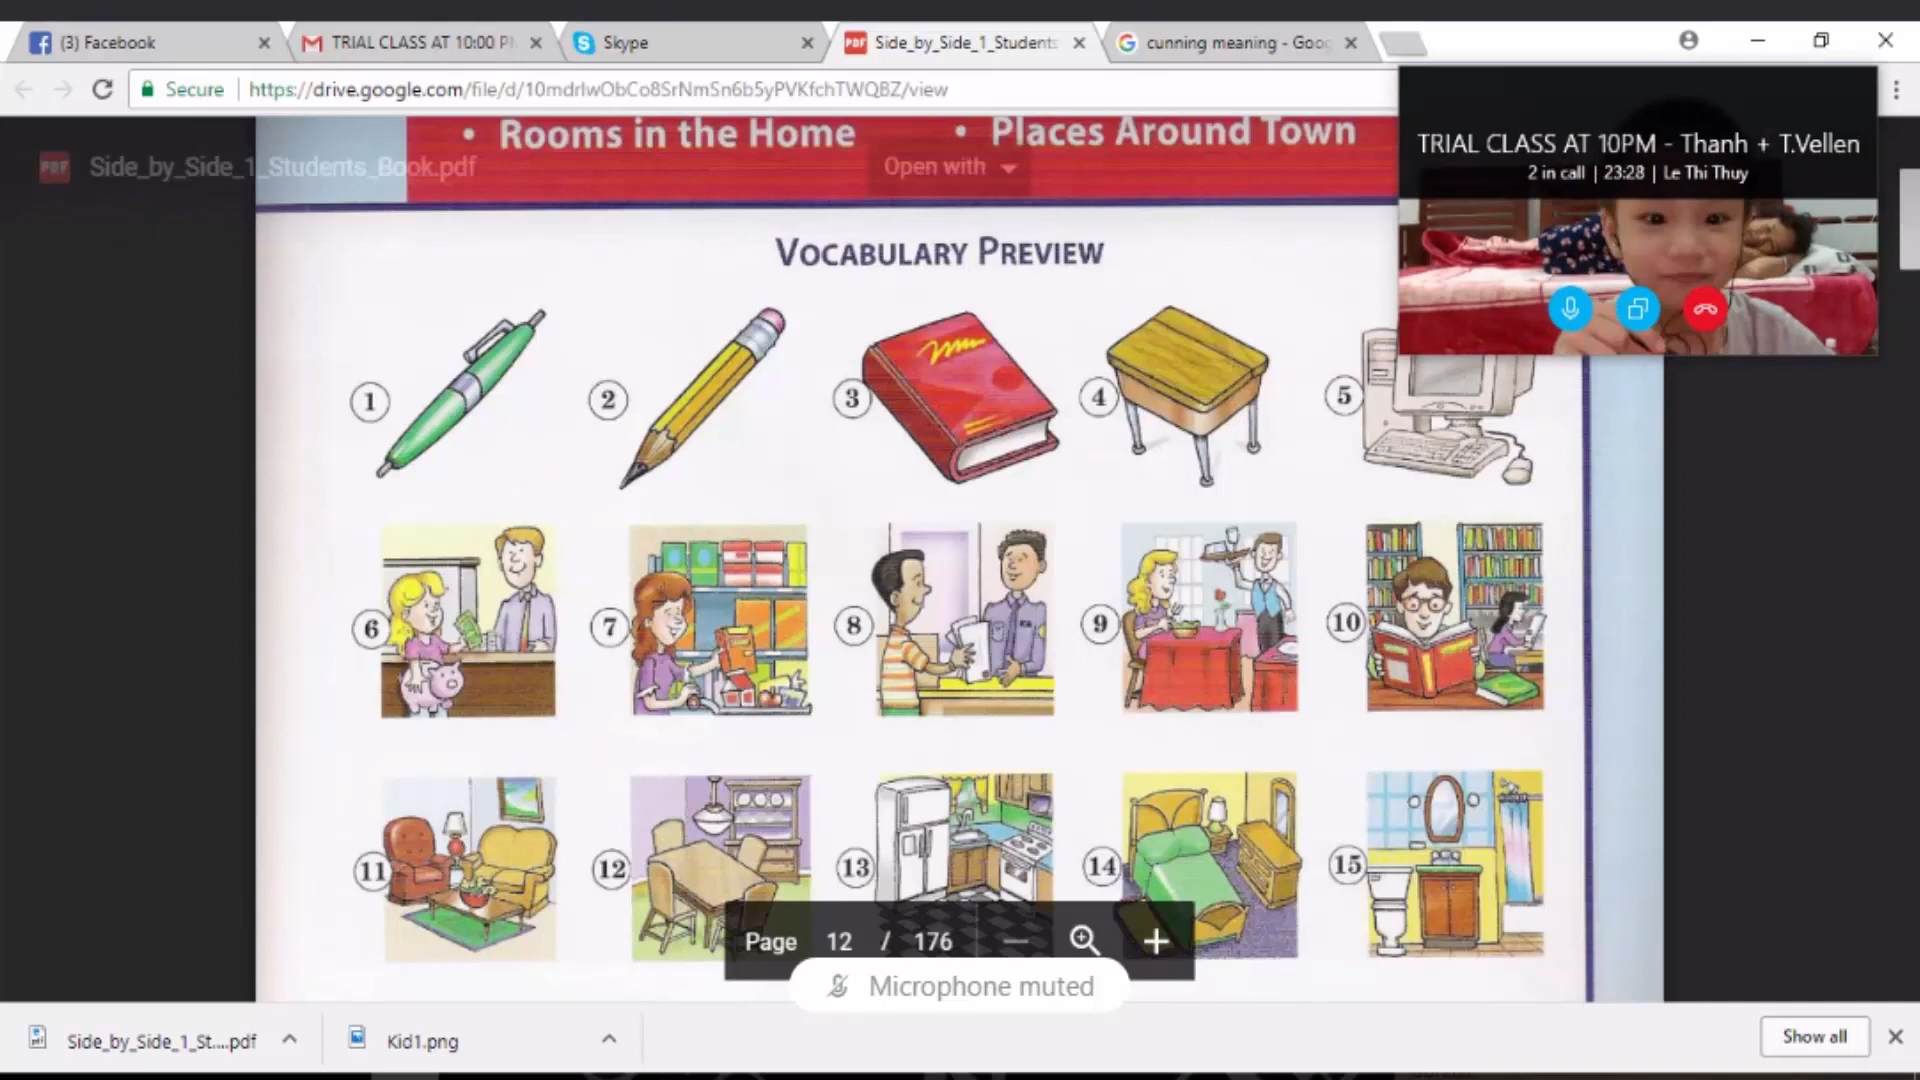 (3) Facebook
TRIAL CLASS AT 10:00 P
Skype
Side_by_Side_1_Students
cunning meaning - Goog
Secure
https://drive.google.com/file/d/10mdrIwObCo8SrNmSn6b5yPVKfchTWQBZ/view
TRIAL CLASS AT 10PM - Thanh + T.Vellen
2 in call | 23:28 | Le Thi Thuy
• Rooms in the Home • Places Around Town
PDF Side_by_Side_1_Students_Book.pdf
Open with
VOCABULARY PREVIEW
1 2 3 4 5
6 7 8 9 10
11 12 13 14 15
Page 12 / 176
Microphone muted
Side_by_Side_1_St....pdf
Kid1.png
Show all